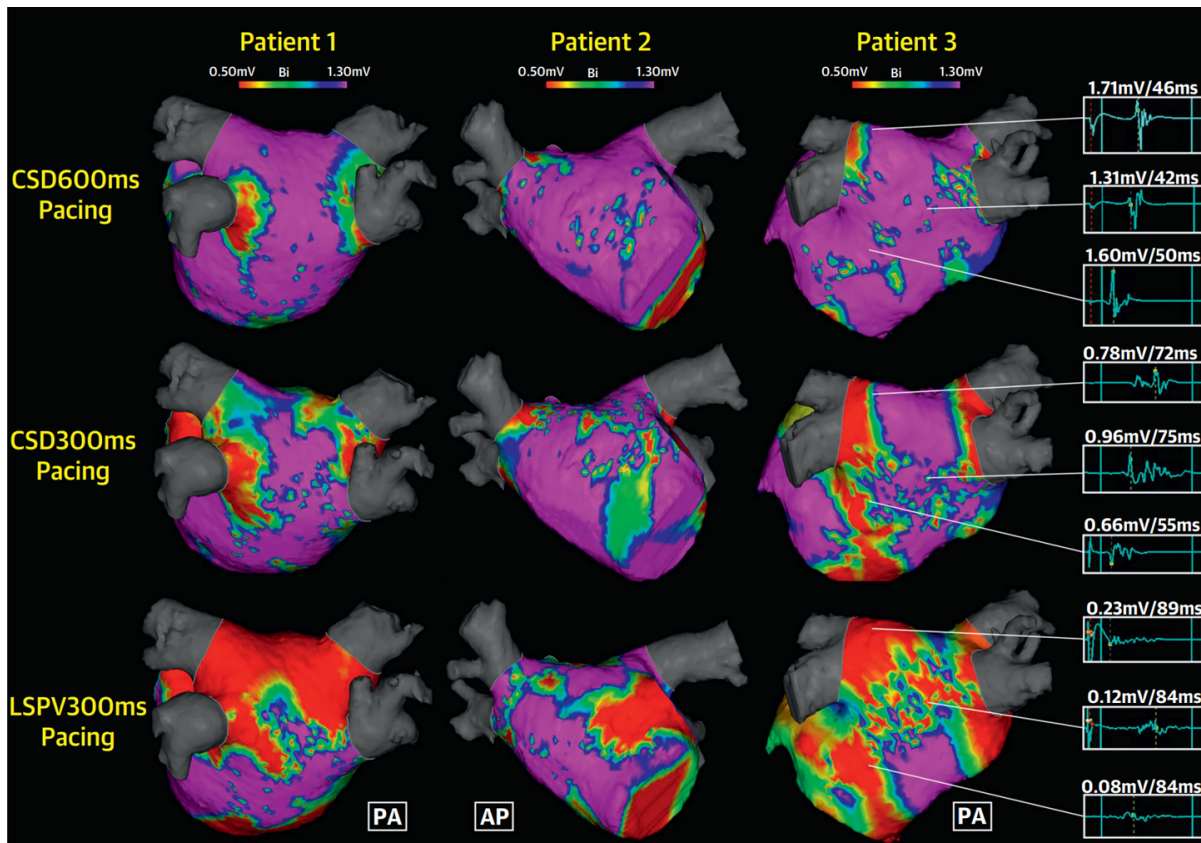 Patient 1
Patient 2
Patient 3
0.50mV Bi 1.30mV
0.50mV Bi 1.30mV
0.50mV Bi 1.30mV
CSD600ms
Pacing
1.71mV/46ms
1.31mV/42ms
1.60mV/50ms
CSD300ms
Pacing
0.78mV/72ms
0.96mV/75ms
0.66mV/55ms
LSPV300ms
Pacing
0.23mV/89ms
0.12mV/84ms
0.08mV/84ms
PA
AP
PA